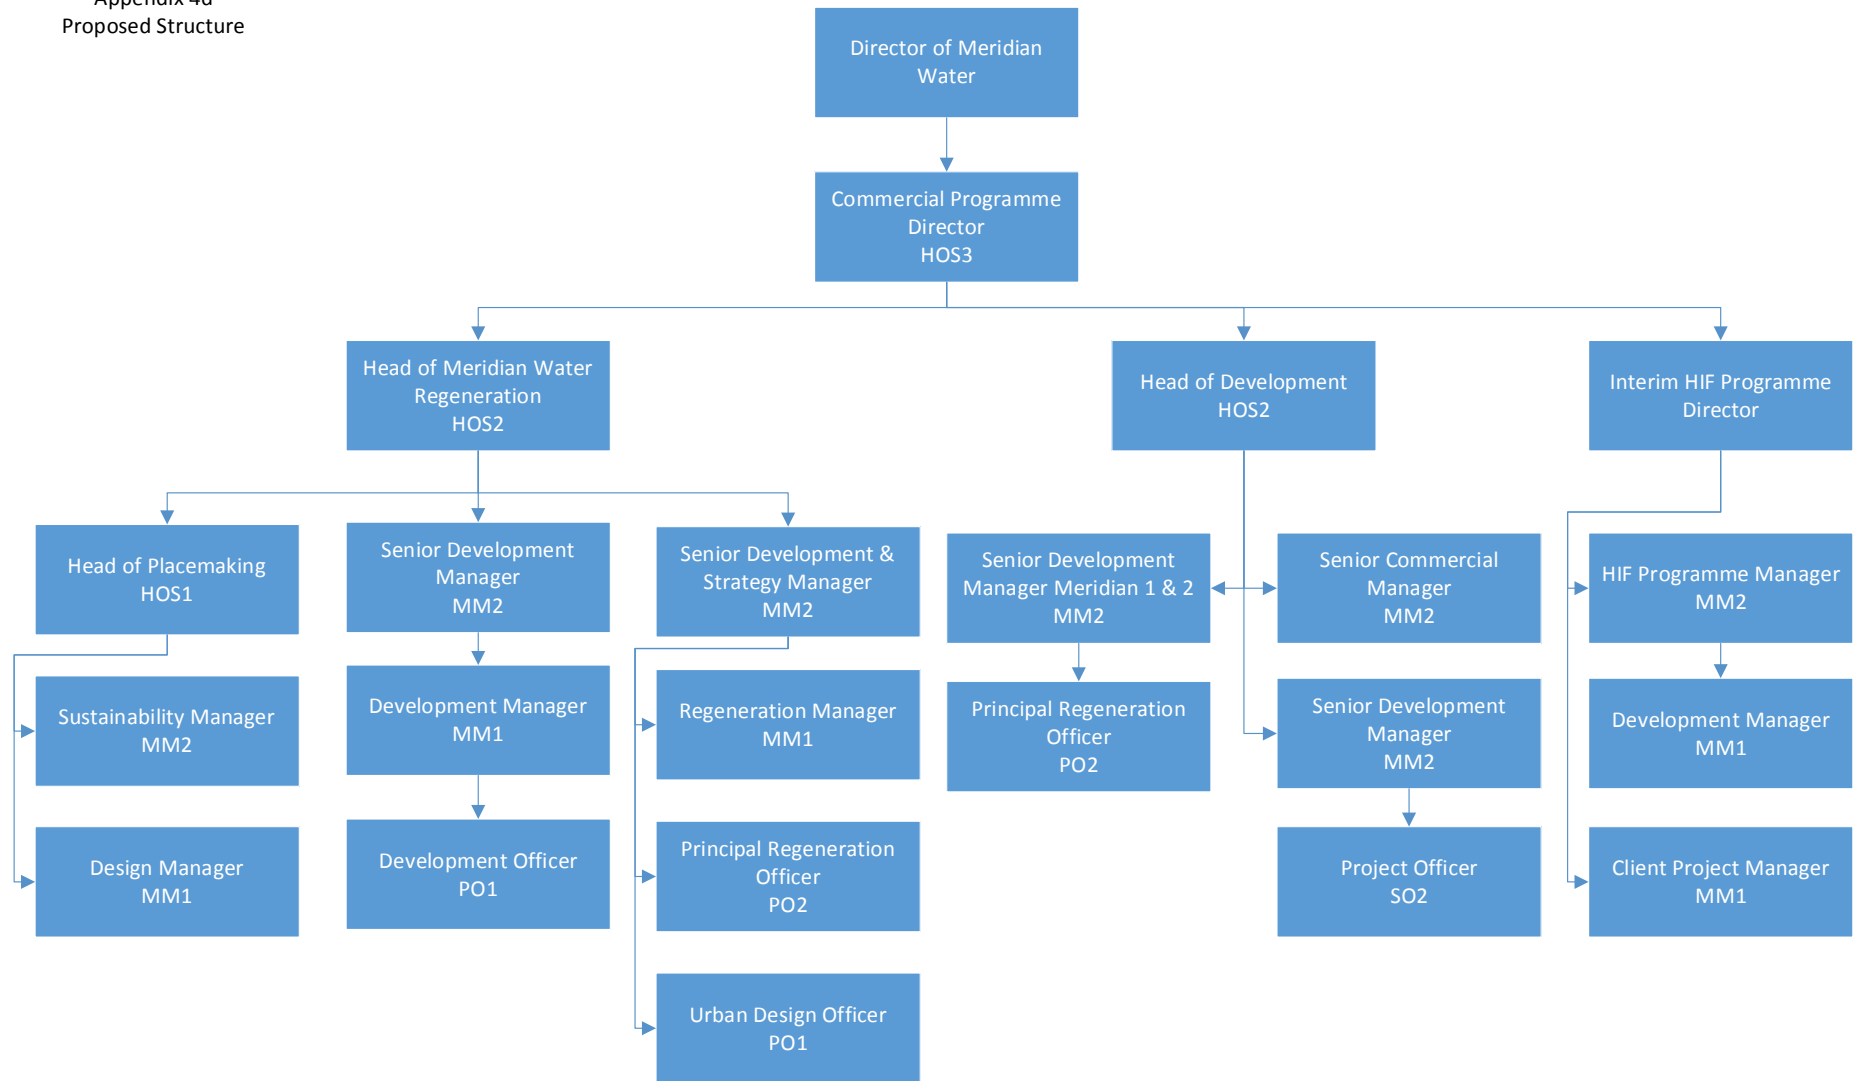 Appendix 4d
Proposed Structure
Director of Meridian
Water
Commercial Programme
Director
HOS3
Head of Meridian Water
Regeneration
HOS2
Head of Development
HOS2
Interim HIF Programme
Director
Head of Placemaking
HOS1
Senior Development
Manager
MM2
Senior Development &
Strategy Manager
MM2
Senior Development
Manager Meridian 1 & 2
MM2
Senior Commercial
Manager
MM2
HIF Programme Manager
MM2
Sustainability Manager
MM2
Development Manager
MM1
Regeneration Manager
MM1
Principal Regeneration
Officer
PO2
Senior Development
Manager
MM2
Development Manager
MM1
Design Manager
MM1
Development Officer
PO1
Principal Regeneration
Officer
PO2
Project Officer
SO2
Client Project Manager
MM1
Urban Design Officer
PO1